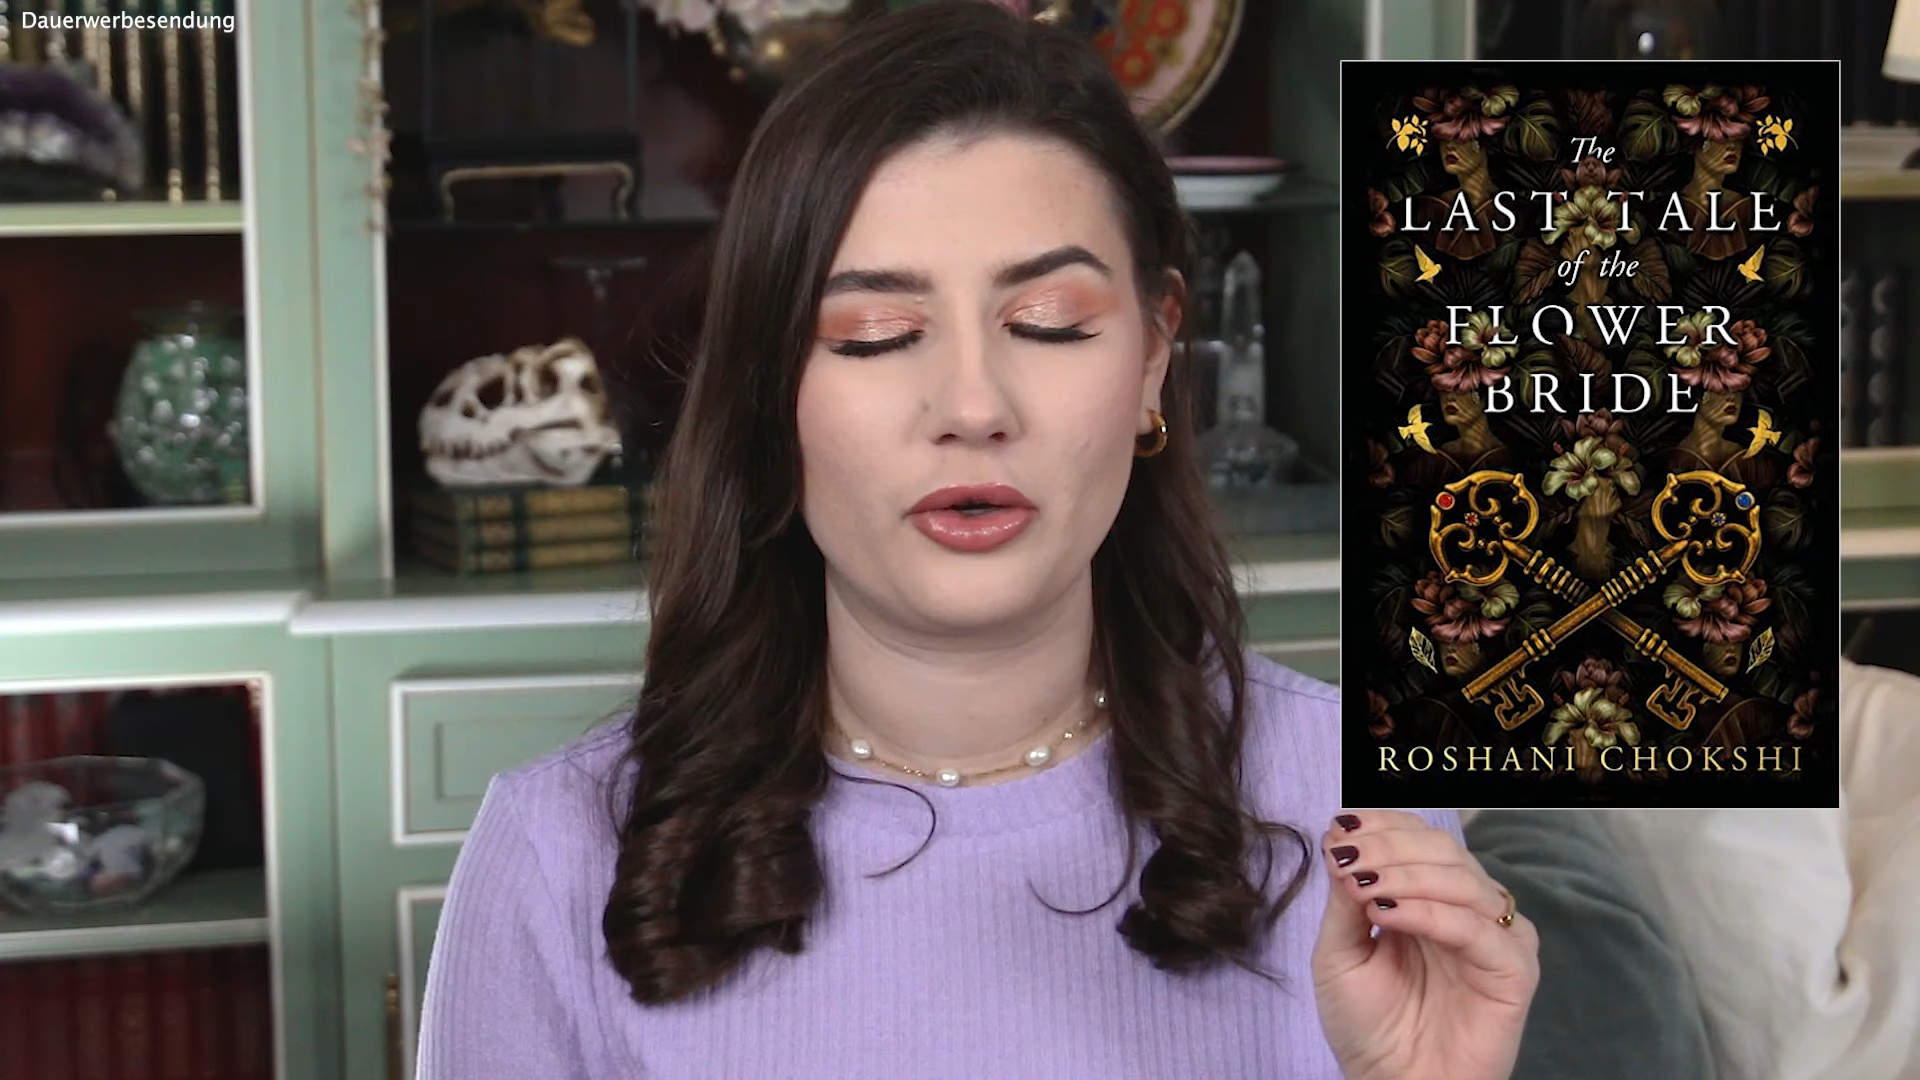 Dauerwerbesendung
The
LAST TALE
of the
FLOWER
BRIDE
ROSHANI CHOKSHI